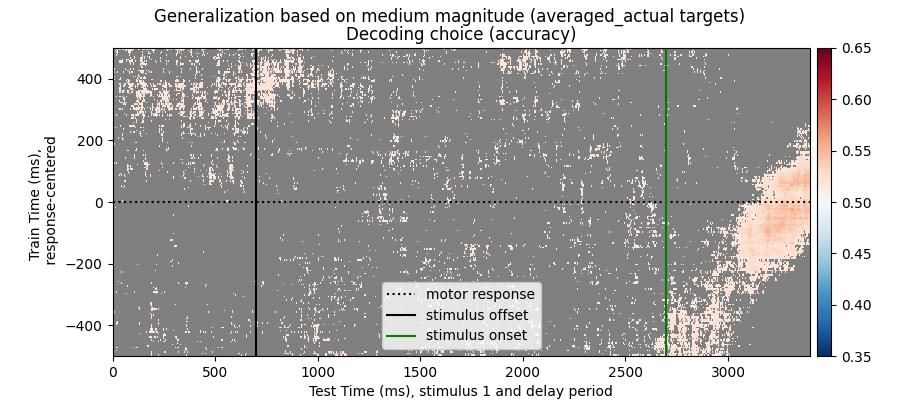 Generalization based on medium magnitude (averaged_actual targets)
Decoding choice (accuracy)
Train Time (ms),
response-centered
400
200
0
−200
−400
motor response
stimulus offset
stimulus onset
0 500 1000 1500 2000 2500 3000
Test Time (ms), stimulus 1 and delay period
0.65
0.60
0.55
0.50
0.45
0.40
0.35